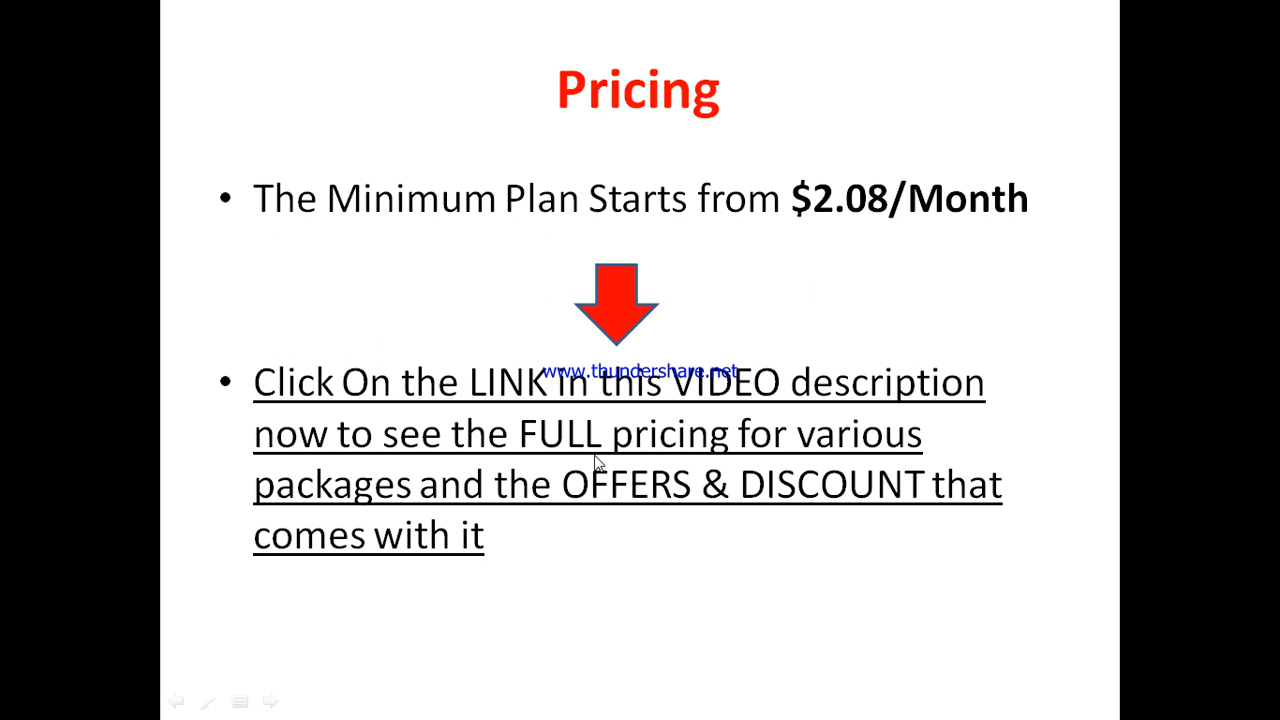 Pricing
• The Minimum Plan Starts from $2.08/Month
www.thundershare.net
• Click On the LINK in this VIDEO description
now to see the FULL pricing for various
packages and the OFFERS & DISCOUNT that
comes with it